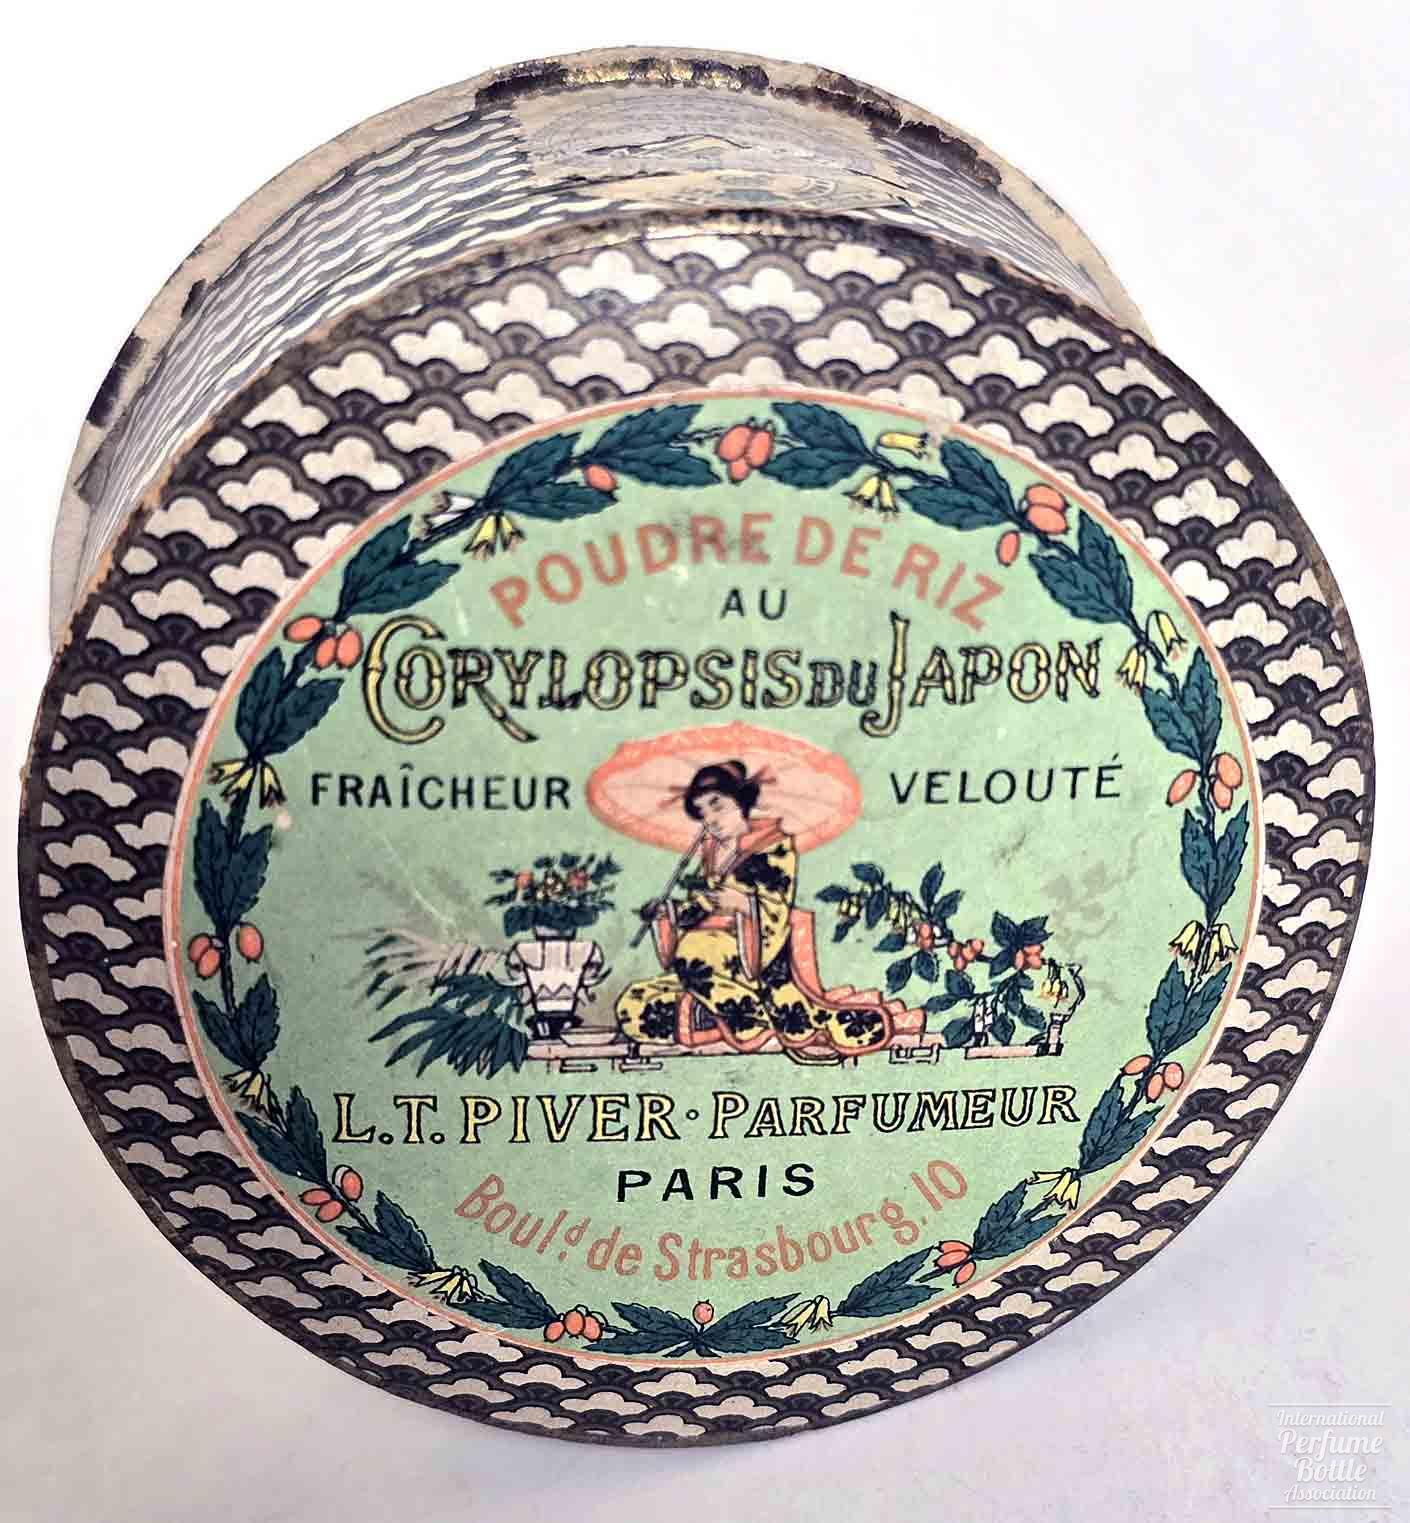 POUDRE DE RIZ
AU
CORYLOPSIS DU JAPON
FRAÎCHEUR VELOUTÉ
L.T. PIVER · PARFUMEUR
PARIS
Boul.d de Strasbourg, 10
International
Perfume
Bottle
Association